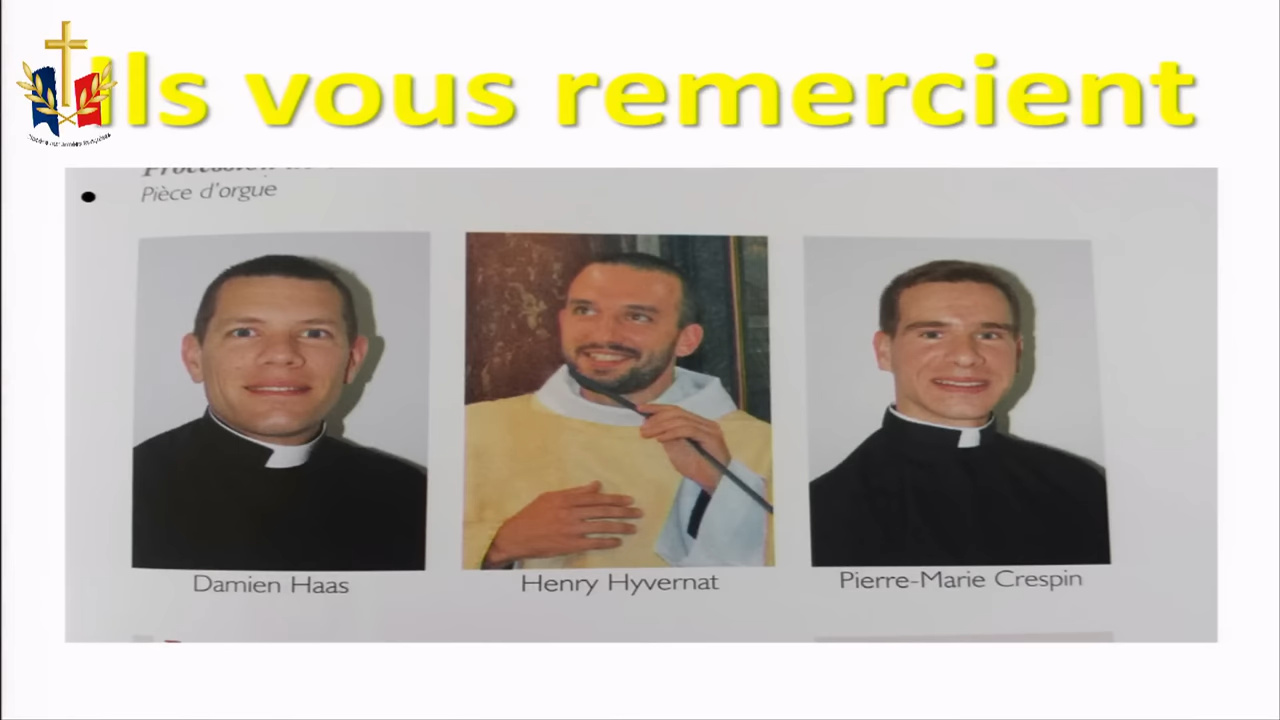 Ils vous remercient
Pièce d'orgue
Damien Haas
Henry Hyvernat
Pierre-Marie Crespin